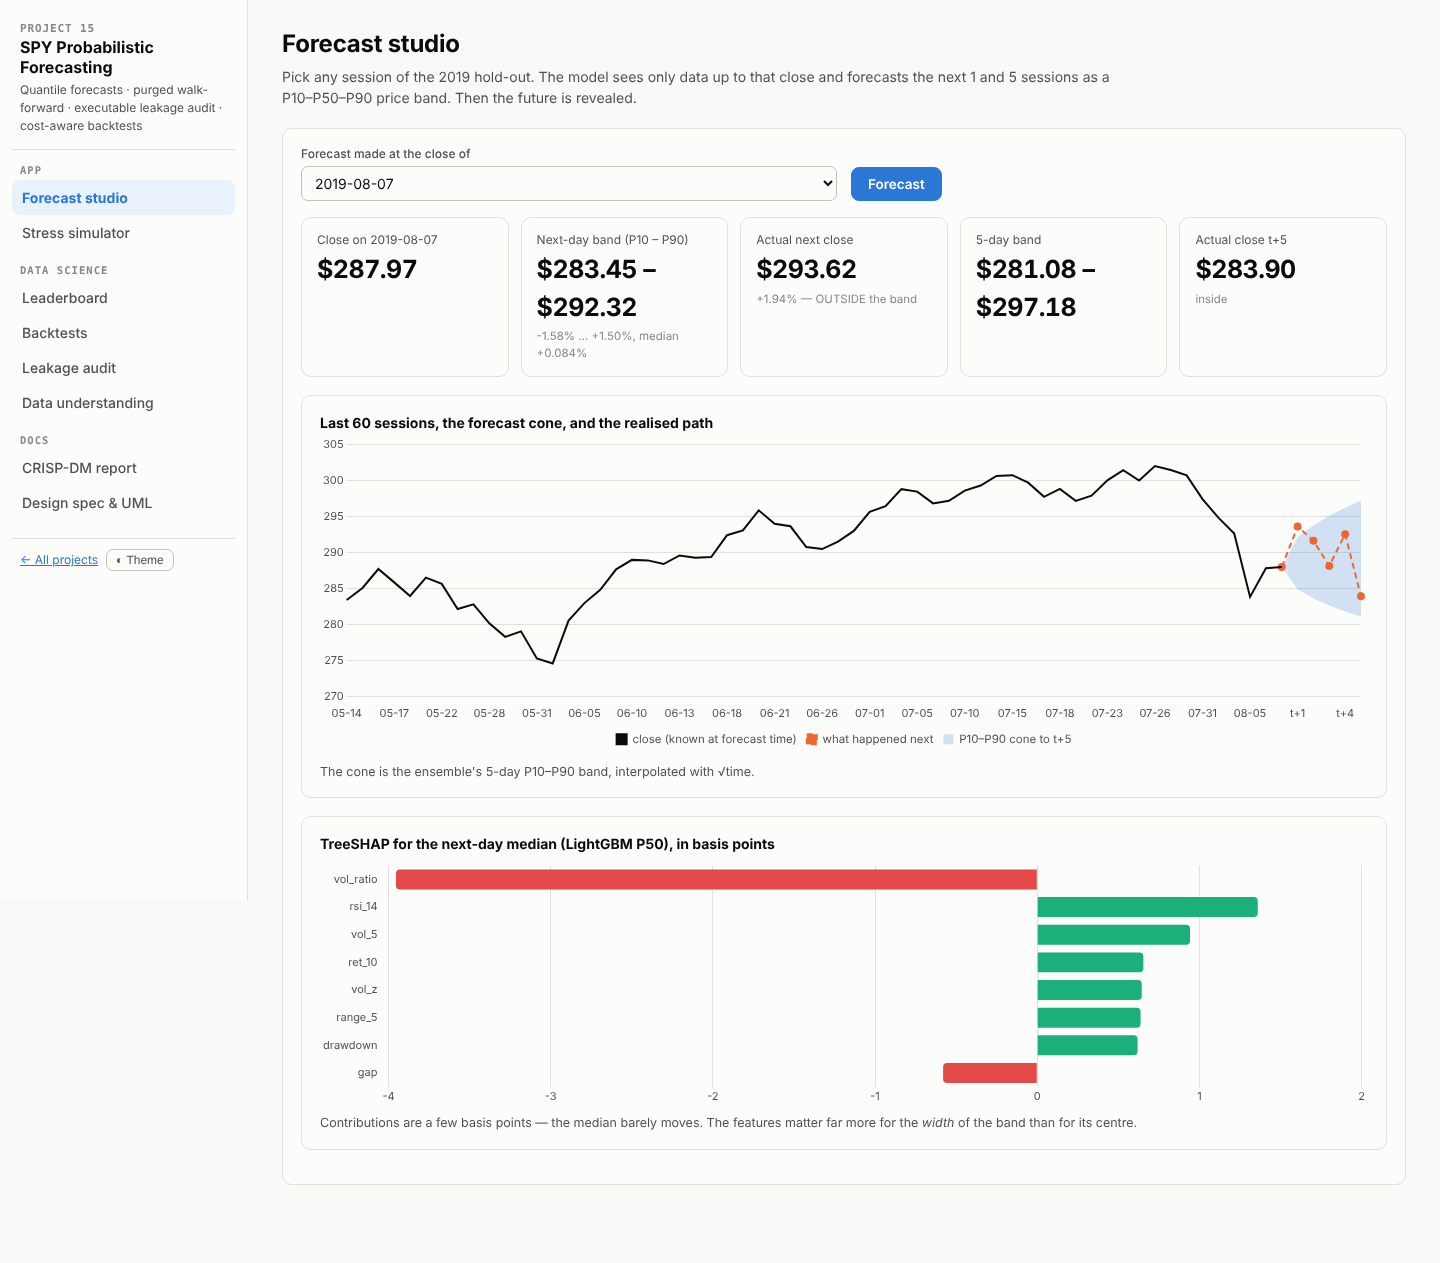 PROJECT 15
SPY Probabilistic
Forecasting
Quantile forecasts · purged walk-
forward · executable leakage audit ·
cost-aware backtests
APP
Forecast studio
Stress simulator
DATA SCIENCE
Leaderboard
Backtests
Leakage audit
Data understanding
DOCS
CRISP-DM report
Design spec & UML
← All projects
Theme
Forecast studio
Pick any session of the 2019 hold-out. The model sees only data up to that close and forecasts the next 1 and 5 sessions as a
P10–P50–P90 price band. Then the future is revealed.
Forecast made at the close of
2019-08-07
Forecast
Close on 2019-08-07
$287.97
Next-day band (P10 – P90)
$283.45 –
$292.32
-1.58% … +1.50%, median
+0.084%
Actual next close
$293.62
+1.94% — OUTSIDE the band
5-day band
$281.08 –
$297.18
Actual close t+5
$283.90
inside
Last 60 sessions, the forecast cone, and the realised path
305
300
295
290
285
280
275
270
05-14 05-17 05-22 05-28 05-31 06-05 06-10 06-13 06-18 06-21 06-26 07-01 07-05 07-10 07-15 07-18 07-23 07-26 07-31 08-05 t+1 t+4
close (known at forecast time) what happened next P10–P90 cone to t+5
The cone is the ensemble's 5-day P10–P90 band, interpolated with √time.
TreeSHAP for the next-day median (LightGBM P50), in basis points
vol_ratio
rsi_14
vol_5
ret_10
vol_z
range_5
drawdown
gap
-4 -3 -2 -1 0 1 2
Contributions are a few basis points — the median barely moves. The features matter far more for the width of the band than for its centre.